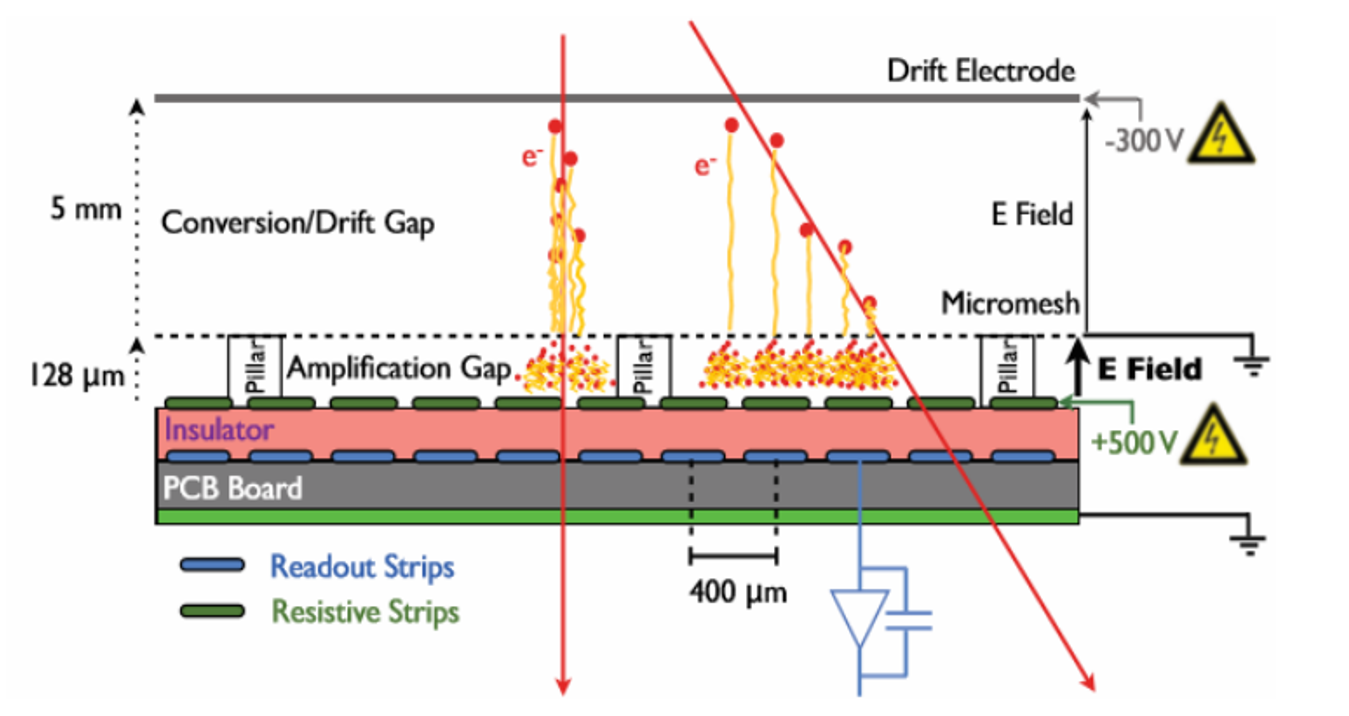 Drift Electrode
-300 V
e-
e-
5 mm
Conversion/Drift Gap
E Field
Micromesh
128 µm
Pillar
Amplification Gap
Pillar
Pillar
E Field
Insulator
+500 V
PCB Board
Readout Strips
400 µm
Resistive Strips